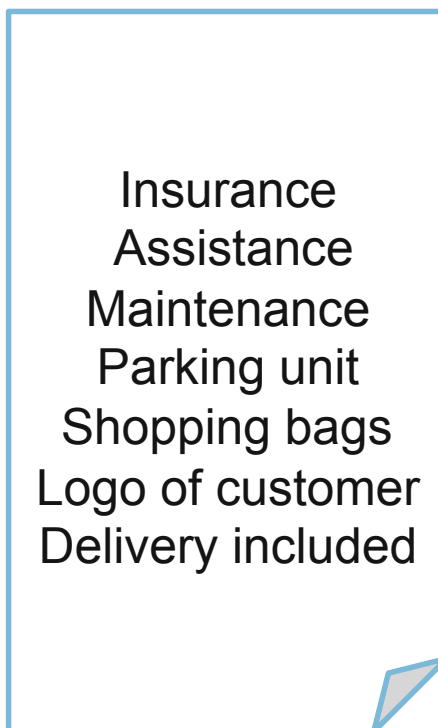 Insurance
Assistance
Maintenance
Parking unit
Shopping bags
Logo of customer
Delivery included